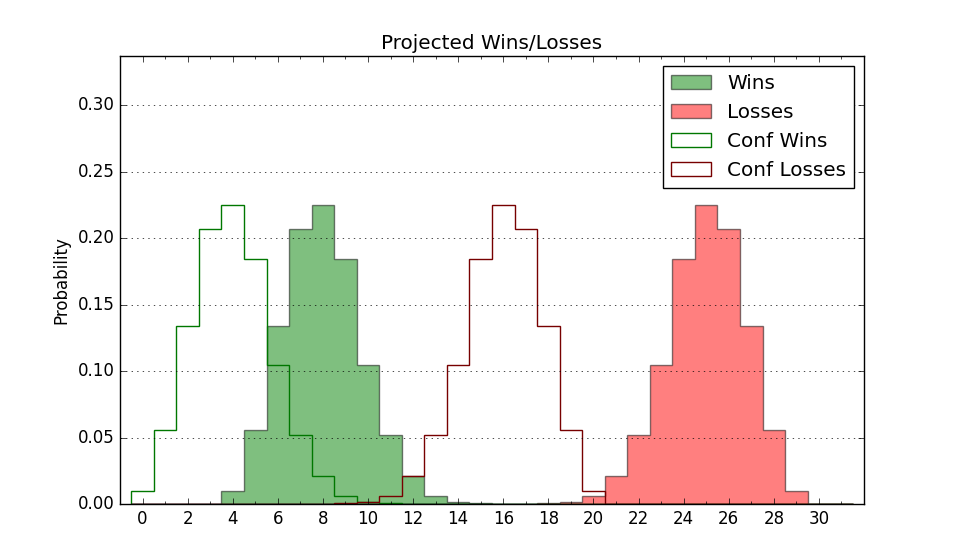 Projected Wins/Losses
Wins
Losses
Conf Wins
Conf Losses
Probability
0.30
0.25
0.20
0.15
0.10
0.05
0.00
0 2 4 6 8 10 12 14 16 18 20 22 24 26 28 30